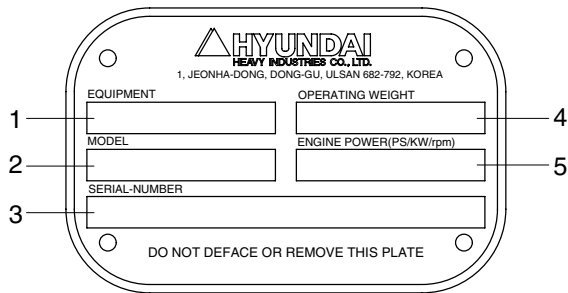 HYUNDAI
HEAVY INDUSTRIES CO., LTD.
1, JEONHA-DONG, DONG-GU, ULSAN 682-792, KOREA
EQUIPMENT OPERATING WEIGHT
1 4
MODEL ENGINE POWER(PS/KW/rpm)
2 5
SERIAL-NUMBER
3
DO NOT DEFACE OR REMOVE THIS PLATE